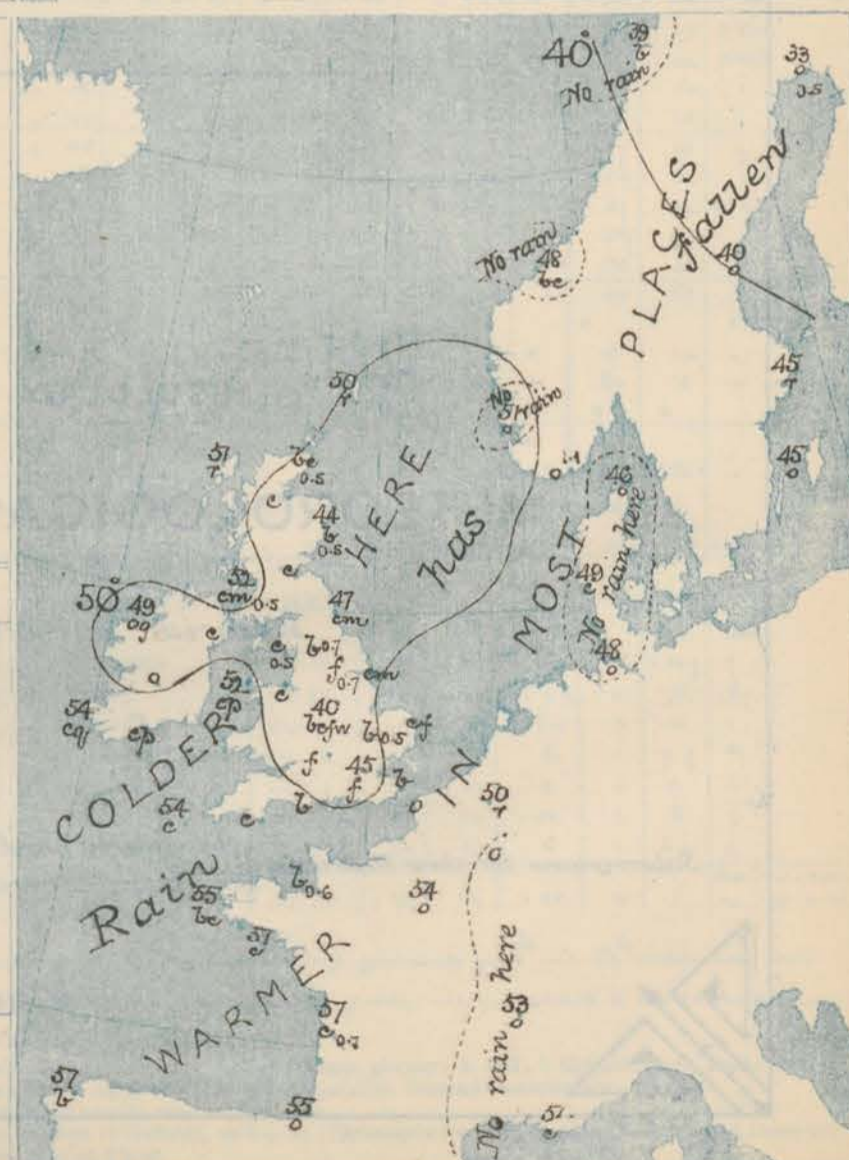 40°
39
b
No rain
33
o
0.5
PLACES
Fallen
No rain
48
bc
40
50
r
45
r
No rain
57
r
bc
0.5
HERE
c
44
b
0.5
has
45
46
MOST
No rain here
49
c
50°
49
og
52
cm
0.5
c
c
47
cm
c
0.5
b 0.7
f
0.7
cm
48
o
52
cp
c
54
cq
cp
40
bcfw
b 0.5
cf
f
45
f
b
b
COLDER
IN
50
r
o
54
c
c
o
Rain
b 0.6
55
bc
54
o
57
c
WARMER
57
c 0.7
53
o
No rain here
57
b
55
o